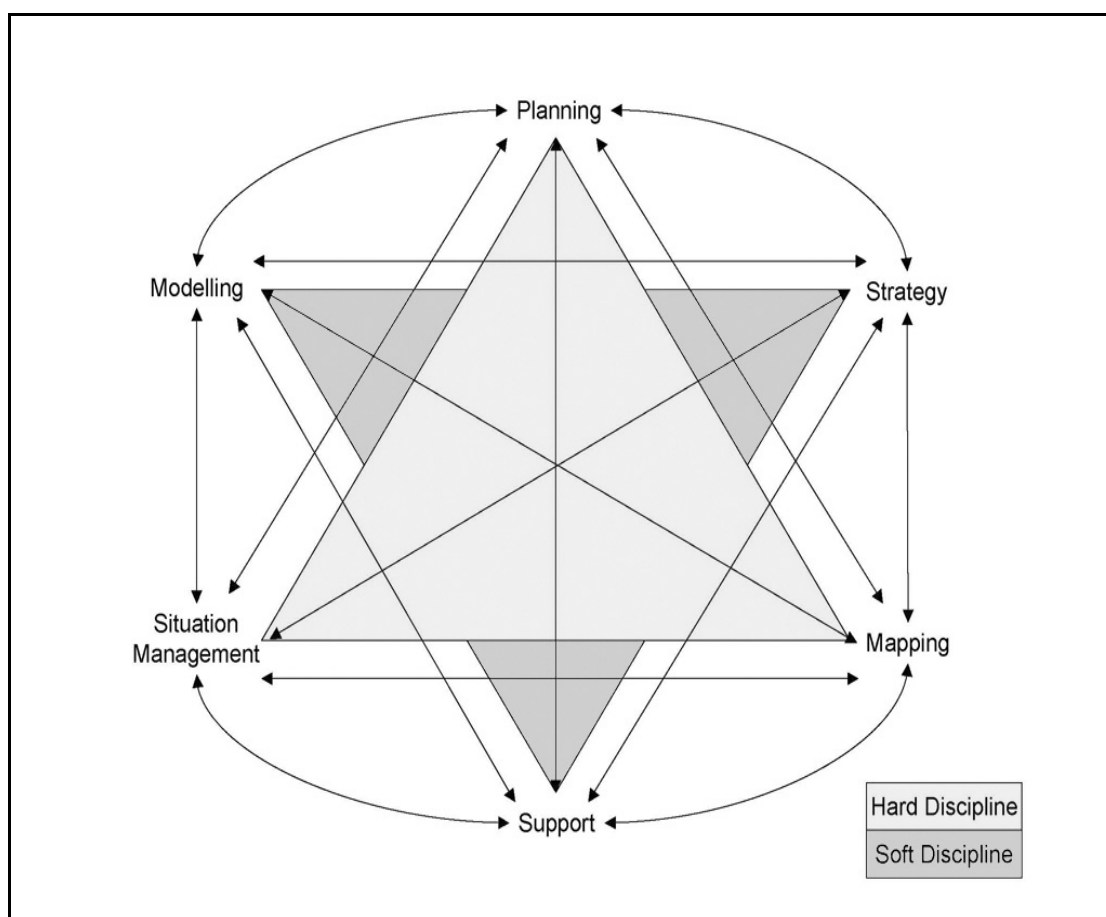 Planning
Modelling
Strategy
Situation
Management
Mapping
Support
Hard Discipline
Soft Discipline